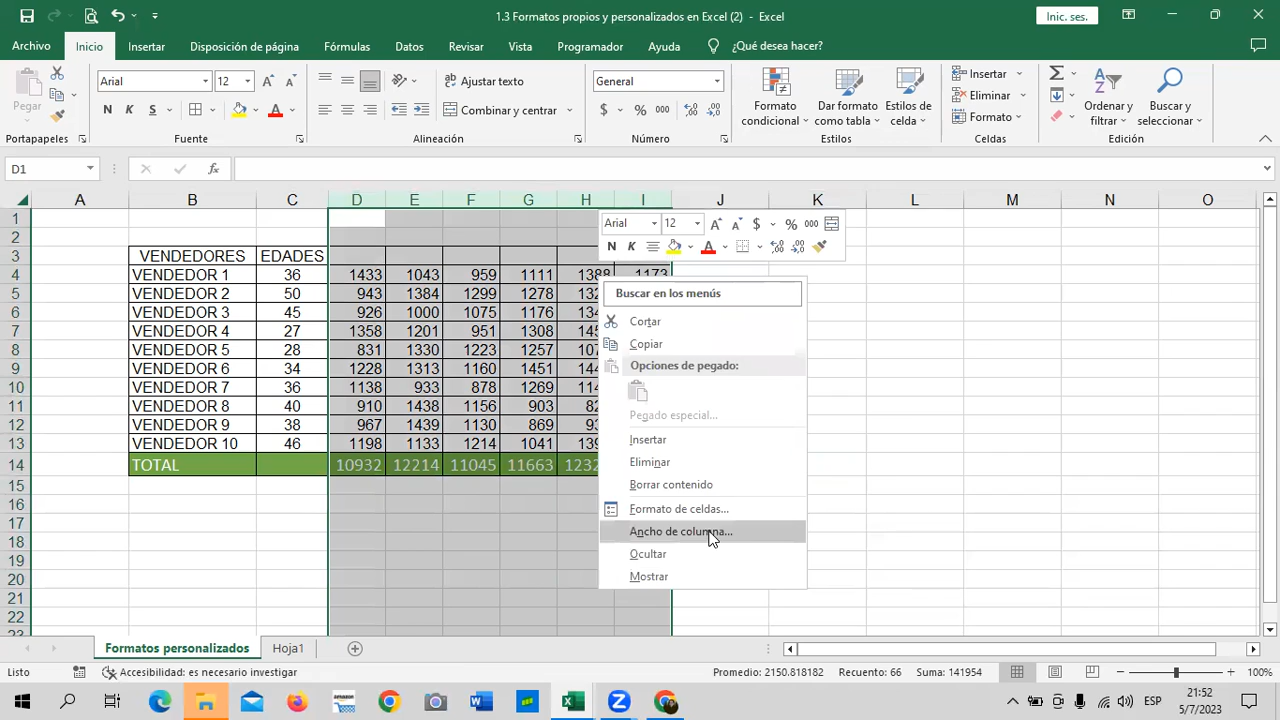 1.3 Formatos propios y personalizados en Excel (2) - Excel
Inic. ses.
Archivo Inicio Insertar Disposición de página Fórmulas Datos Revisar Vista Programador Ayuda ¿Qué desea hacer?
Pegar
Arial 12
N K S
Ajustar texto
Combinar y centrar
General
$ % 000
Formato condicional
Dar formato como tabla
Estilos de celda
Insertar
Eliminar
Formato
Ordenar y filtrar
Buscar y seleccionar
Portapapeles Fuente Alineación Número Estilos Celdas Edición
D1 fx
A B C D E F G H I J K L M N O
1
2
3 VENDEDORES EDADES
4 VENDEDOR 1 36 1433 1043 959 1111 1388 1173
5 VENDEDOR 2 50 943 1384 1299 1278
6 VENDEDOR 3 45 926 1000 1075 1176
7 VENDEDOR 4 27 1358 1201 951 1308
8 VENDEDOR 5 28 831 1330 1223 1257
9 VENDEDOR 6 34 1228 1313 1160 1451
10 VENDEDOR 7 36 1138 933 878 1269
11 VENDEDOR 8 40 910 1438 1156 903
12 VENDEDOR 9 38 967 1439 1130 869
13 VENDEDOR 10 46 1198 1133 1214 1041
14 TOTAL 10932 12214 11045 11663
15
16
17
18
19
20
21
22
23
Arial 12 $ % 000
N K
Buscar en los menús
Cortar
Copiar
Opciones de pegado:
Pegado especial...
Insertar
Eliminar
Borrar contenido
Formato de celdas...
Ancho de columna...
Ocultar
Mostrar
Formatos personalizados Hoja1
Listo Accesibilidad: es necesario investigar Promedio: 2150.818182 Recuento: 66 Suma: 141954 100%
ESP
21:52
5/7/2023